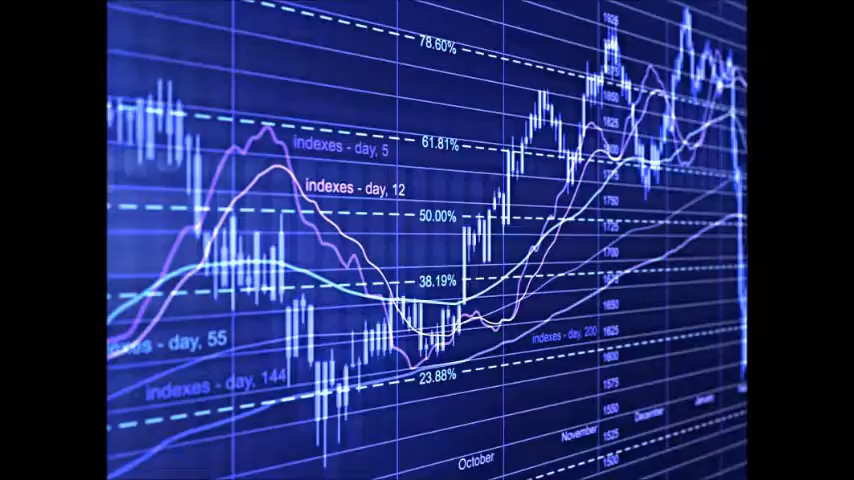 78.60%
61.81%
indexes - day, 5
indexes - day, 12
50.00%
38.19%
indexes - day, 55
indexes - day, 200
indexes - day, 144
23.88%
1925
1850
1825
1775
1750
1725
1700
1675
1650
1625
1600
1575
1550
1525
1500
October
November
December
January